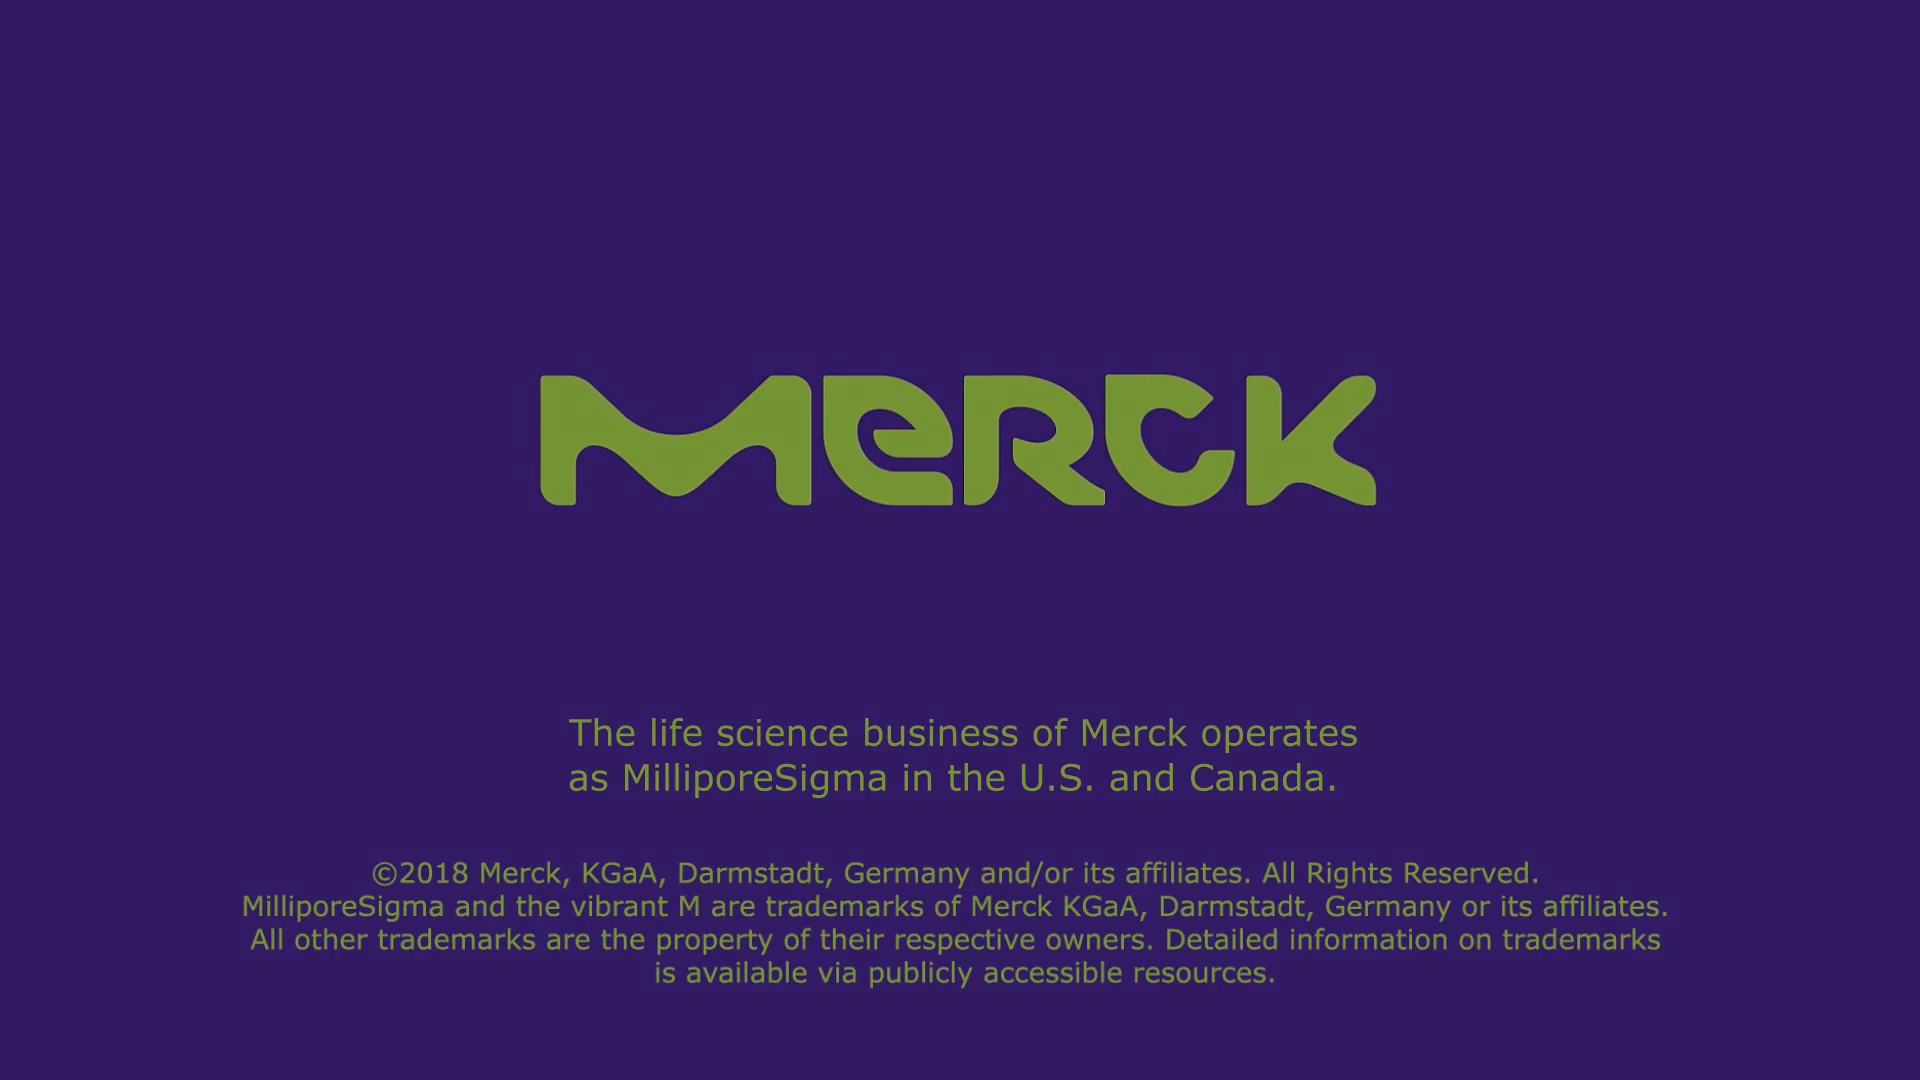 Merck
The life science business of Merck operates
as MilliporeSigma in the U.S. and Canada.
©2018 Merck, KGaA, Darmstadt, Germany and/or its affiliates. All Rights Reserved.
MilliporeSigma and the vibrant M are trademarks of Merck KGaA, Darmstadt, Germany or its affiliates.
All other trademarks are the property of their respective owners. Detailed information on trademarks
is available via publicly accessible resources.